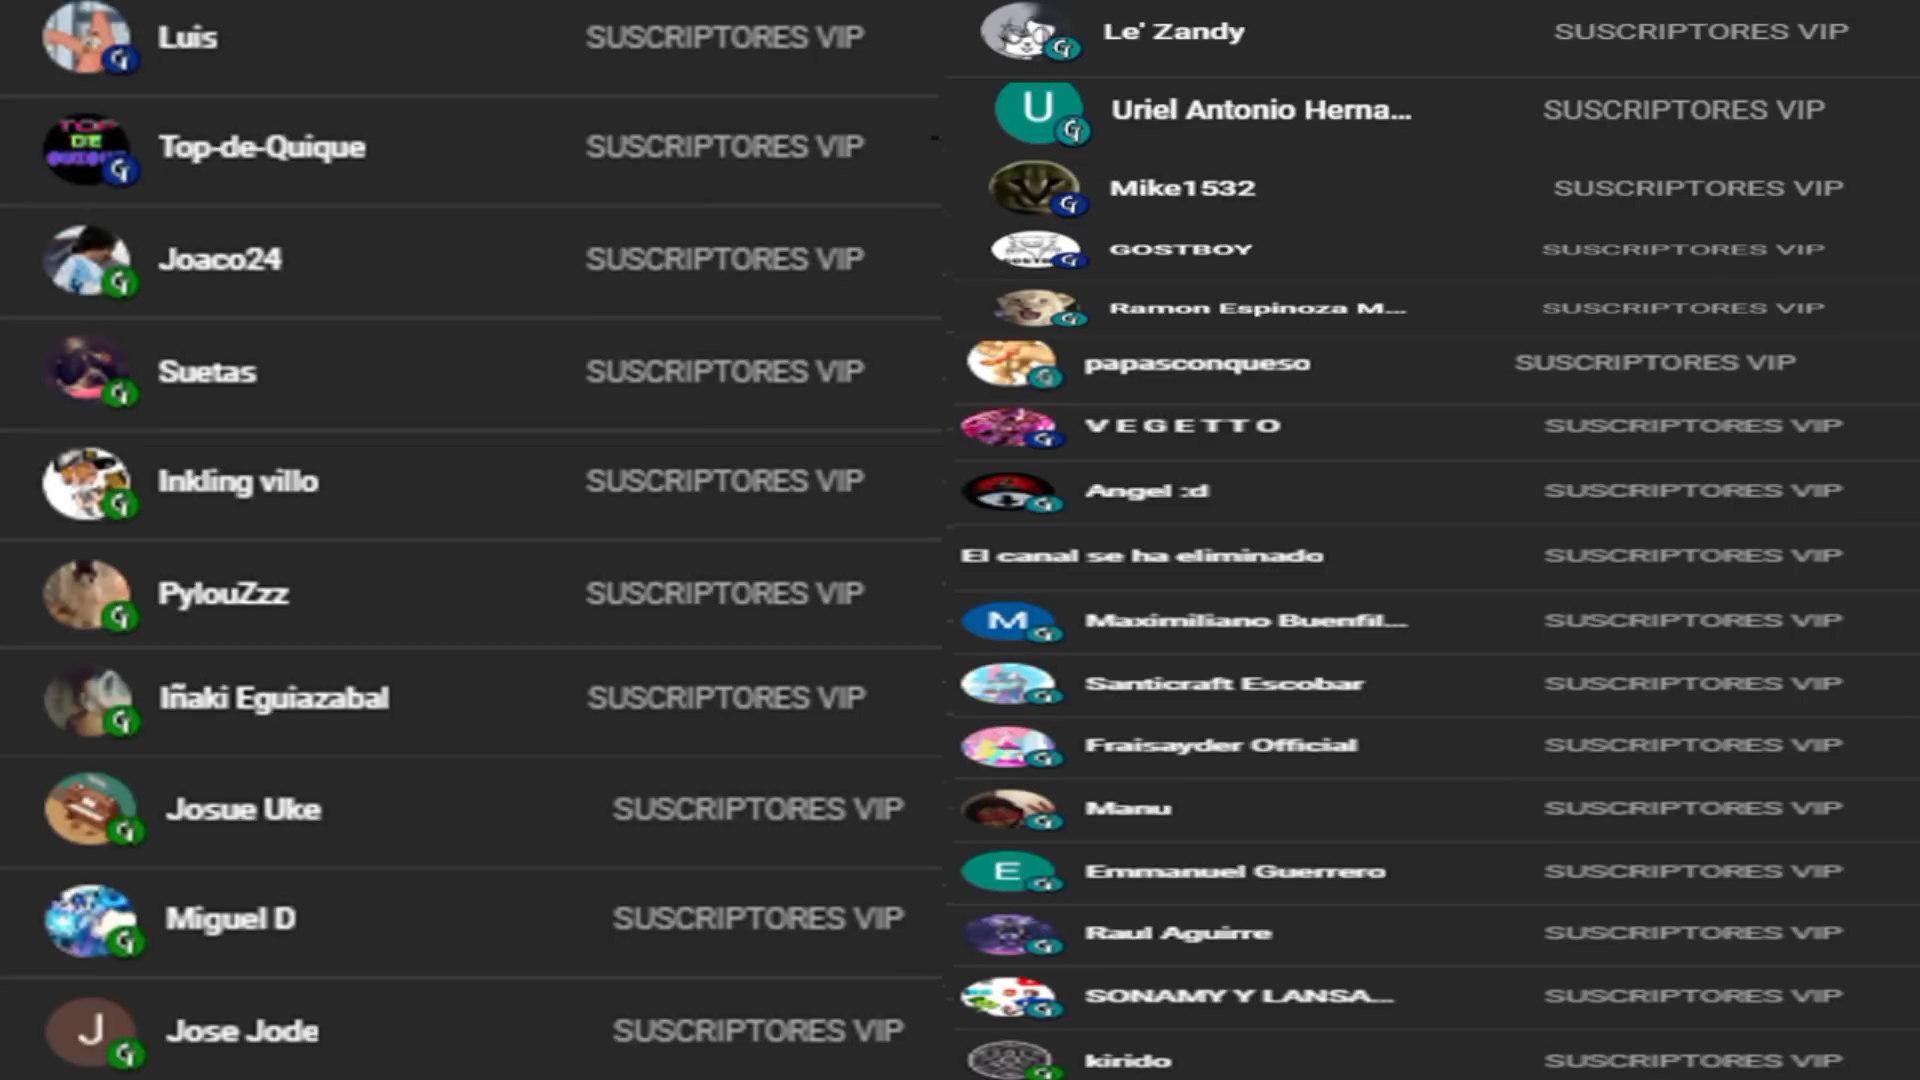 Luis SUSCRIPTORES VIP
TOP
DE
Top-de-Quique SUSCRIPTORES VIP
Joaco24 SUSCRIPTORES VIP
Suetas SUSCRIPTORES VIP
Inkling villo SUSCRIPTORES VIP
PylouZzz SUSCRIPTORES VIP
Iñaki Eguiazabal SUSCRIPTORES VIP
Josue Uke SUSCRIPTORES VIP
Miguel D SUSCRIPTORES VIP
J Jose Jode SUSCRIPTORES VIP
Le' Zandy SUSCRIPTORES VIP
U Uriel Antonio Herna... SUSCRIPTORES VIP
Mike1532 SUSCRIPTORES VIP
GOSTBOY SUSCRIPTORES VIP
Ramon Espinoza M... SUSCRIPTORES VIP
papasconqueso SUSCRIPTORES VIP
V E G E T T O SUSCRIPTORES VIP
Angel :d SUSCRIPTORES VIP
El canal se ha eliminado SUSCRIPTORES VIP
M Maximiliano Buenfil... SUSCRIPTORES VIP
Santicraft Escobar SUSCRIPTORES VIP
Fraisayder Official SUSCRIPTORES VIP
Manu SUSCRIPTORES VIP
E Emmanuel Guerrero SUSCRIPTORES VIP
Raul Aguirre SUSCRIPTORES VIP
SONAMY Y LANSA... SUSCRIPTORES VIP
kirido SUSCRIPTORES VIP